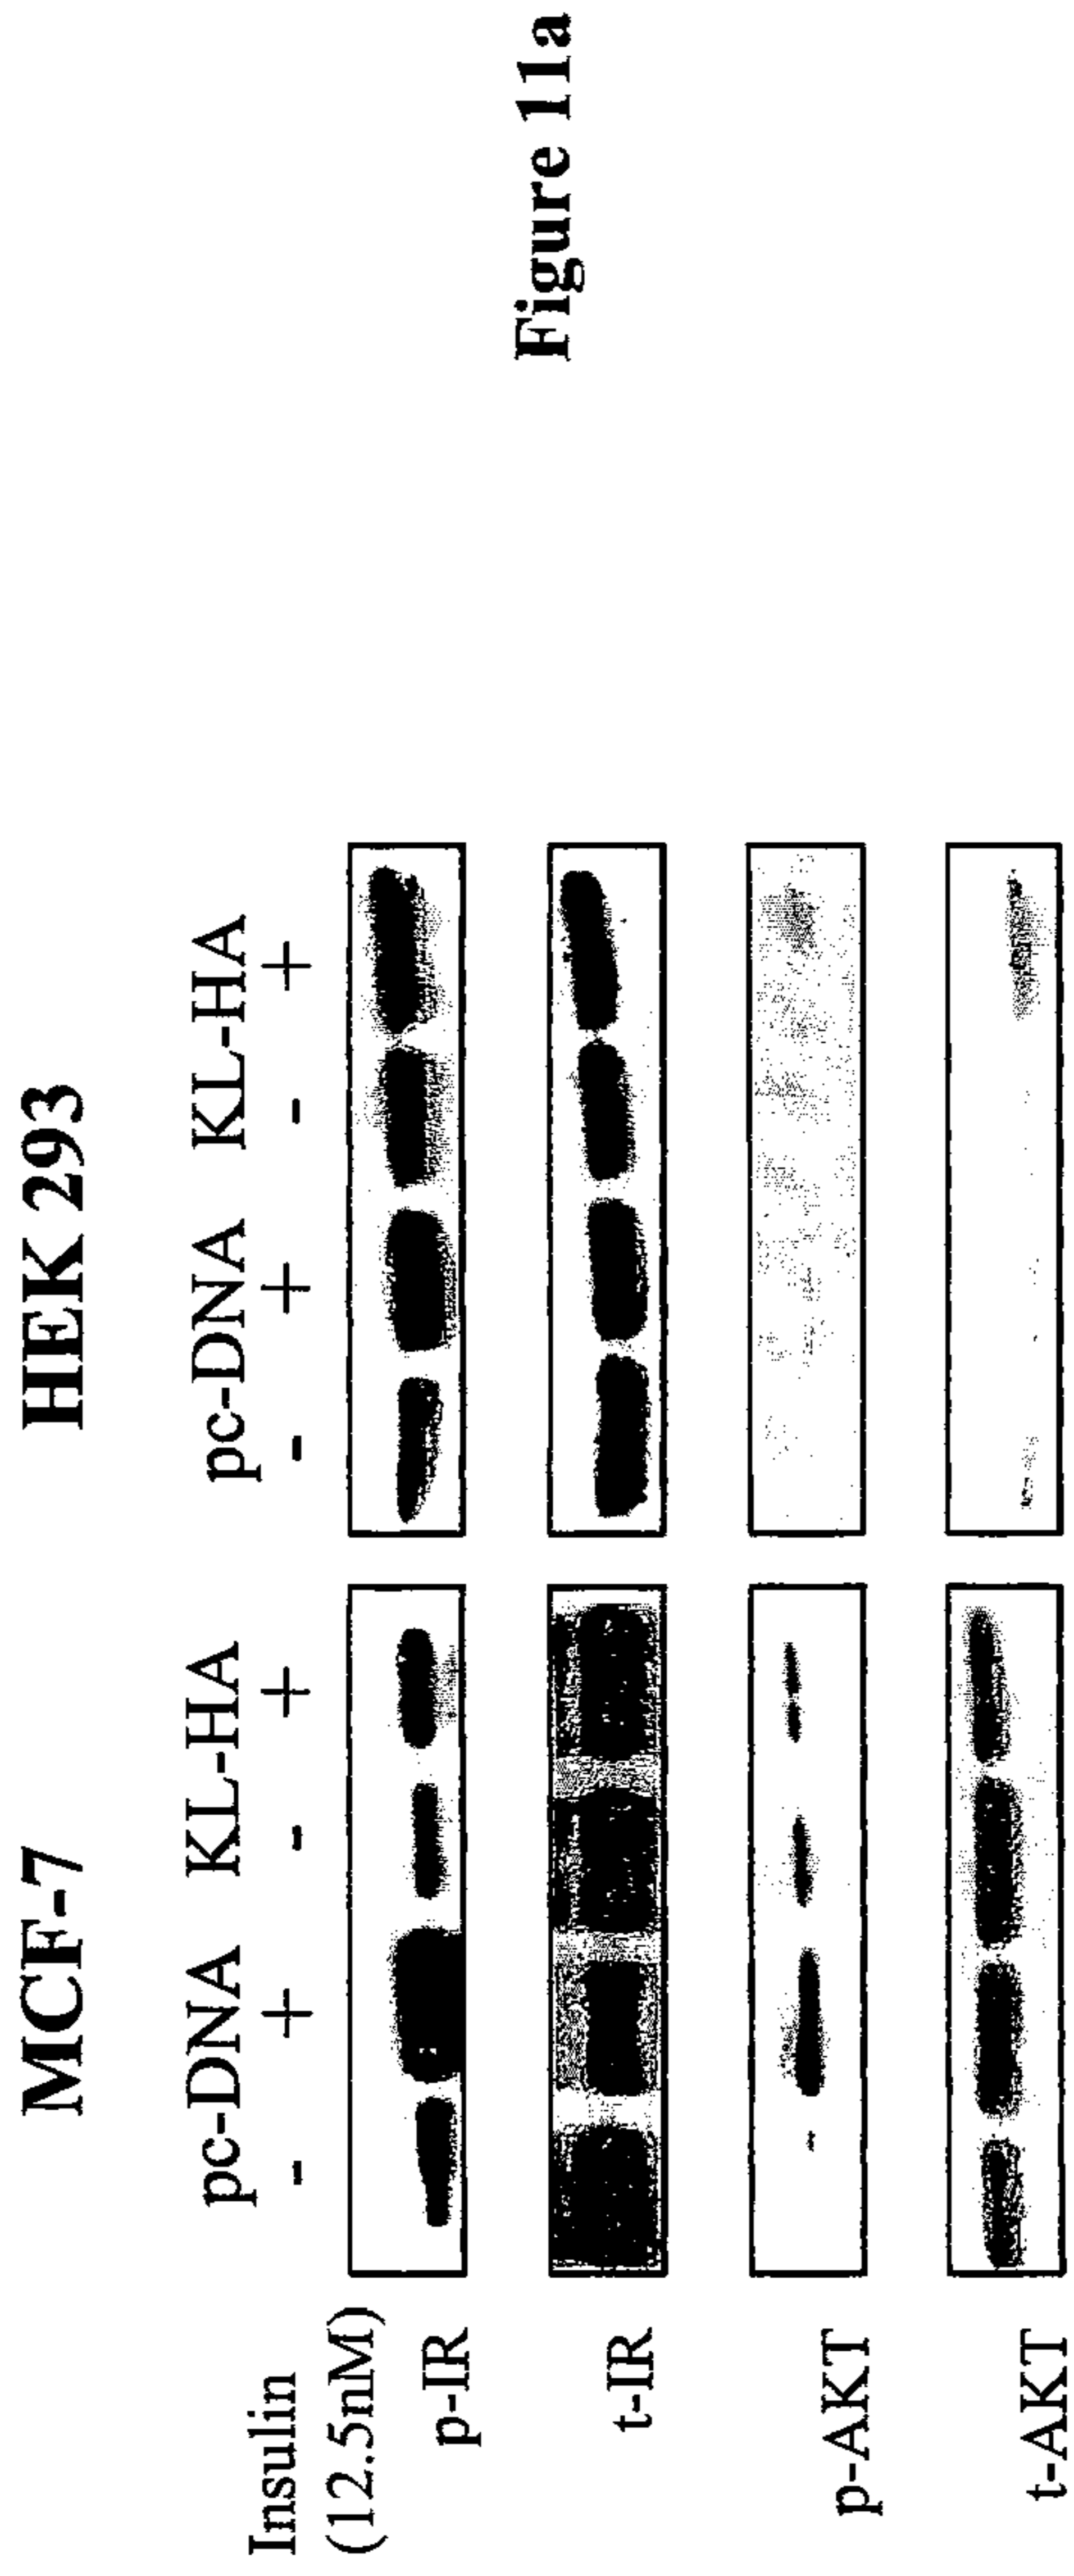 MCF-7 HEK 293
pc-DNA KL-HA pc-DNA KL-HA
Insulin - + - + - + - +
(12.5nM)
p-IR
t-IR
p-AKT
t-AKT
Figure 11a